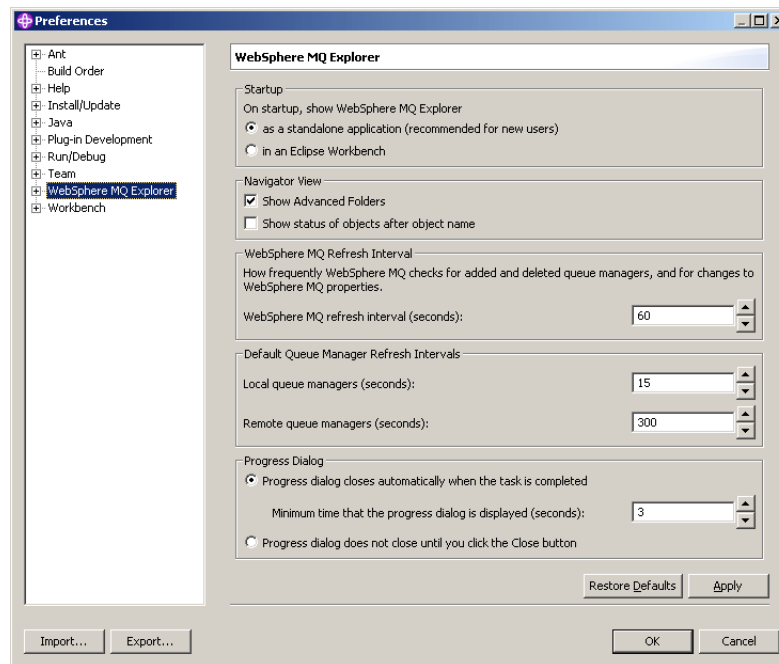 Preferences
Ant
Build Order
Help
Install/Update
Java
Plug-in Development
Run/Debug
Team
WebSphere MQ Explorer
Workbench
WebSphere MQ Explorer
Startup
On startup, show WebSphere MQ Explorer
as a standalone application (recommended for new users)
in an Eclipse Workbench
Navigator View
Show Advanced Folders
Show status of objects after object name
WebSphere MQ Refresh Interval
How frequently WebSphere MQ checks for added and deleted queue managers, and for changes to
WebSphere MQ properties.
WebSphere MQ refresh interval (seconds): 60
Default Queue Manager Refresh Intervals
Local queue managers (seconds): 15
Remote queue managers (seconds): 300
Progress Dialog
Progress dialog closes automatically when the task is completed
Minimum time that the progress dialog is displayed (seconds): 3
Progress dialog does not close until you click the Close button
Restore Defaults Apply
Import... Export... OK Cancel